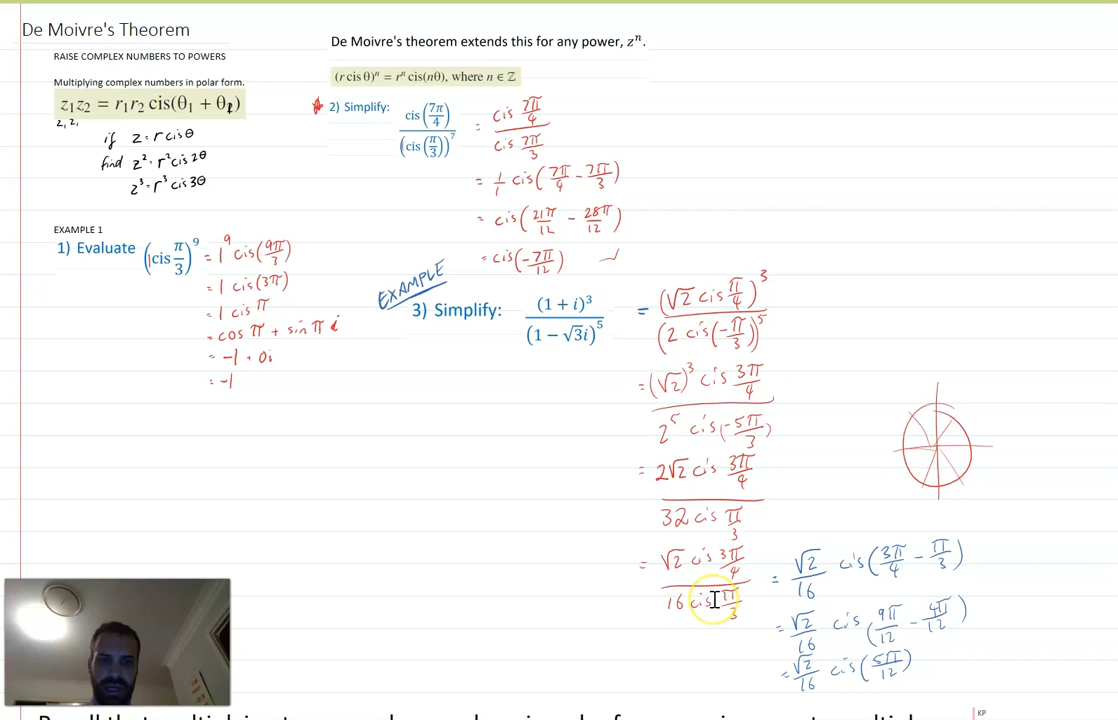 De Moivre's Theorem
RAISE COMPLEX NUMBERS TO POWERS
Multiplying complex numbers in polar form.
z₁z₂ = r₁r₂ cis(θ₁ + θ₂)
z₁ z₁
if z = r cis θ
find z² = r² cis 2θ
z³ = r³ cis 3θ
EXAMPLE 1
1) Evaluate (1cis π/3)⁹ = 1⁹ cis(9π/3)
= 1 cis(3π)
= 1 cis π
= cos π + sin π i
= -1 + 0i
= -1
De Moivre's theorem extends this for any power, zⁿ.
(r cis θ)ⁿ = rⁿ cis(nθ), where n ∈ ℤ
2) Simplify: cis(7π/4) / (cis(π/3))⁷ = cis 7π/4 / cis 7π/3
= 1/1 cis(7π/4 - 7π/3)
= cis(21π/12 - 28π/12)
= cis(-7π/12) ✓
EXAMPLE
3) Simplify: (1 + i)³ / (1 − √3i)⁵ = (√2 cis π/4)³ / (2 cis(-π/3))⁵
= (√2)³ cis 3π/4 / 2⁵ cis(-5π/3)
= 2√2 cis 3π/4 / 32 cis π/3
= √2 cis 3π/4 / 16 cis π/3
= √2/16 cis(3π/4 - π/3)
= √2/16 cis(9π/12 - 4π/12)
= √2/16 cis(5π/12)
KP